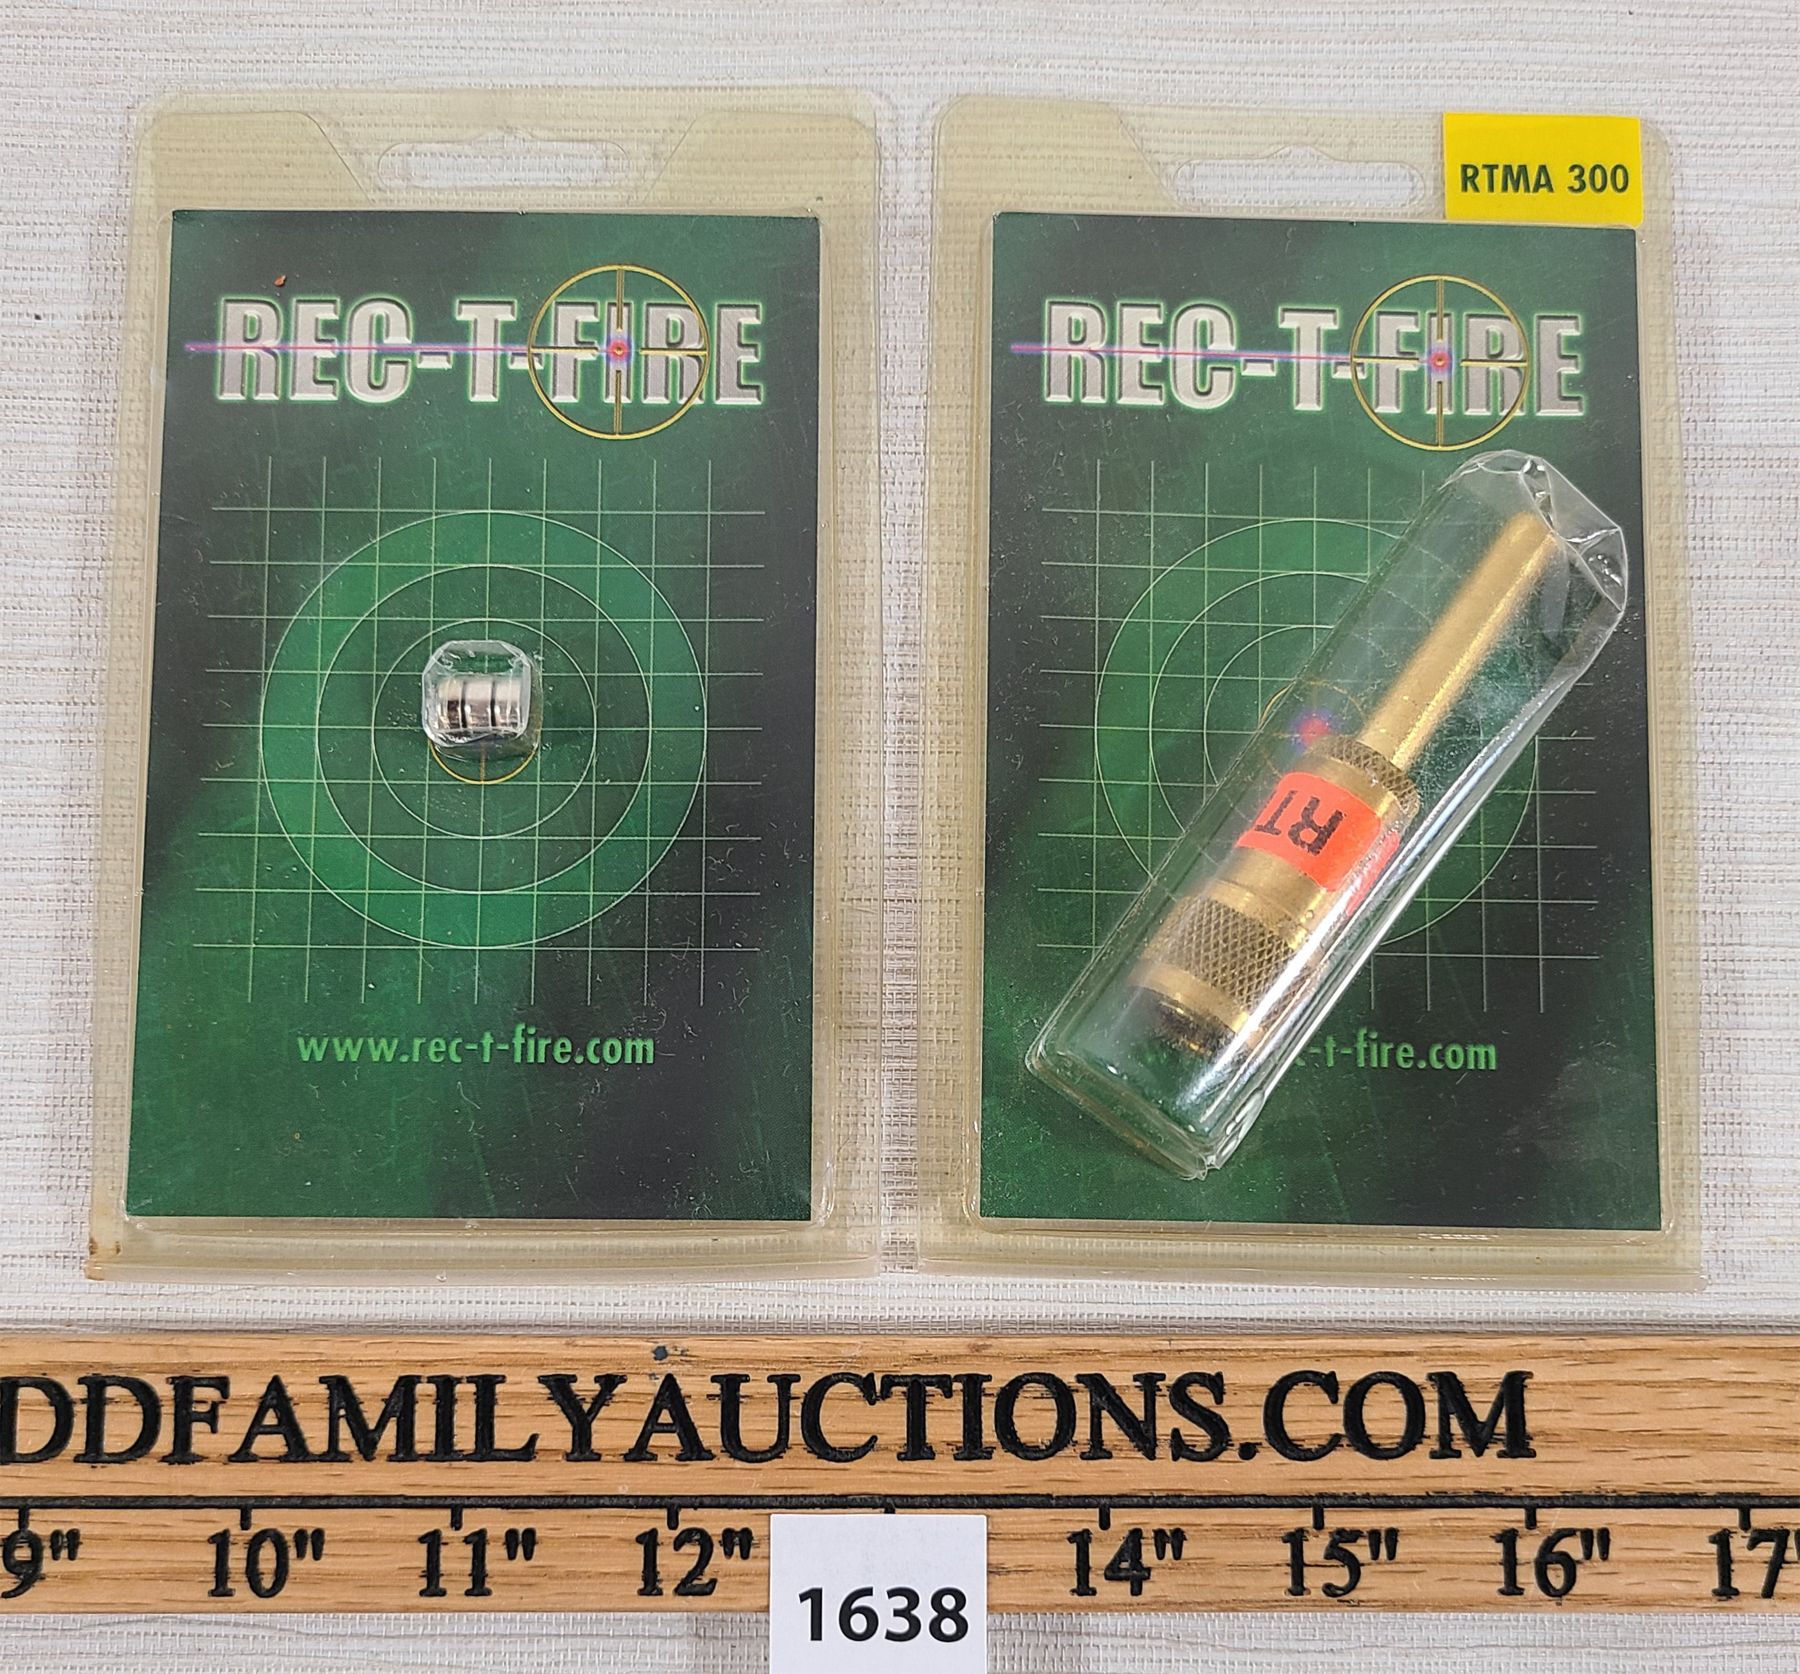 REC-T-FIRE
www.rec-t-fire.com
RTMA 300
REC-T-FIRE
RT
-t-fire.com
DDFAMILYAUCTIONS.COM
9" 10" 11" 12" 14" 15" 16" 17"
1638